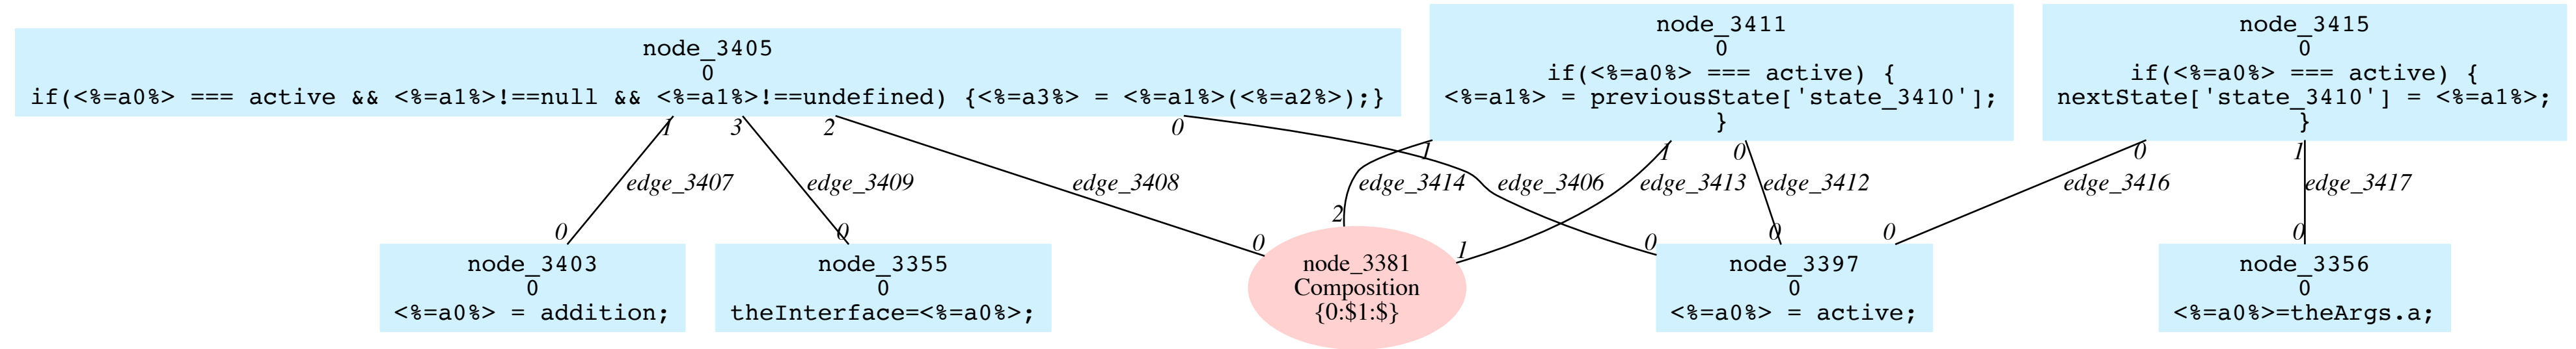 node_3405
0
if(<%=a0%> === active && <%=a1%>!==null && <%=a1%>!==undefined) {<%=a3%> = <%=a1%>(<%=a2%>);}
node_3411
0
if(<%=a0%> === active) {
<%=a1%> = previousState['state_3410'];
}
node_3415
0
if(<%=a0%> === active) {
nextState['state_3410'] = <%=a1%>;
}
1
3
2
0
1
1
0
0
1
edge_3407
edge_3409
edge_3408
edge_3414
edge_3406
edge_3413
edge_3412
edge_3416
edge_3417
0
0
0
2
1
0
0
0
0
node_3403
0
<%=a0%> = addition;
node_3355
0
theInterface=<%=a0%>;
node_3381
Composition
{0:$1:$}
node_3397
0
<%=a0%> = active;
node_3356
0
<%=a0%>=theArgs.a;